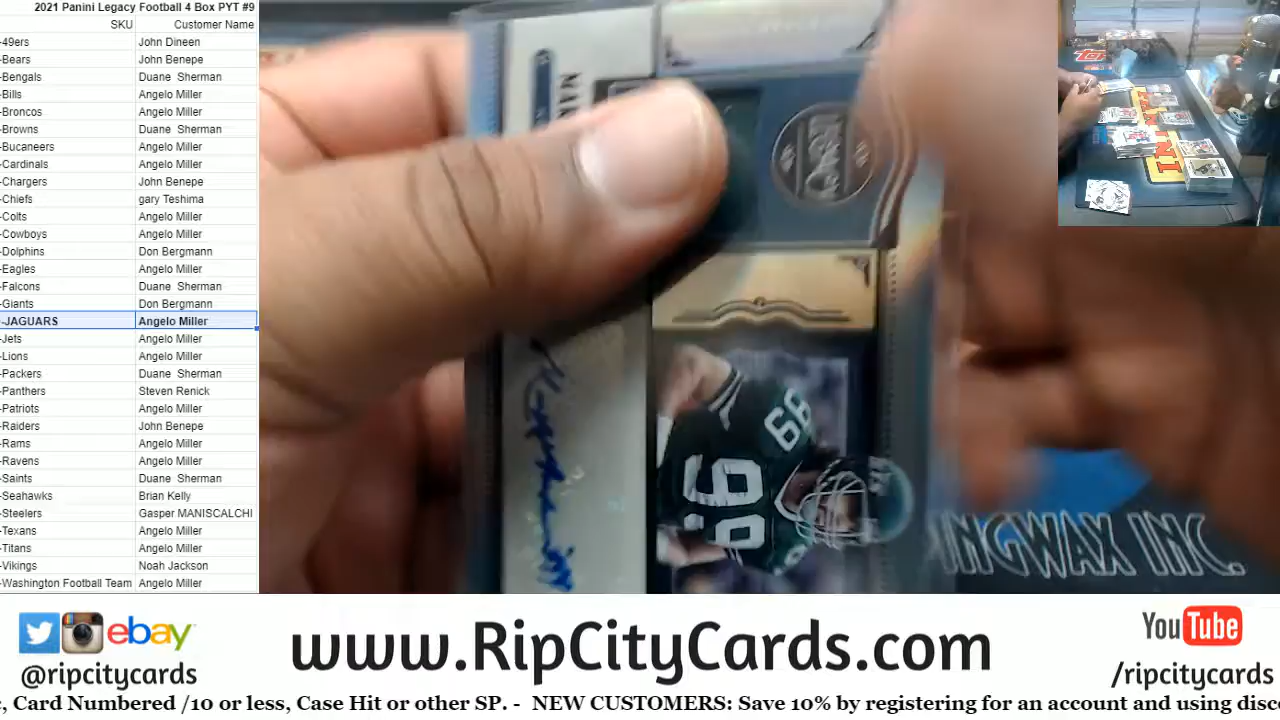 2021 Panini Legacy Football 4 Box PYT #9
SKU Customer Name
-49ers John Dineen
-Bears John Benepe
-Bengals Duane Sherman
-Bills Angelo Miller
-Broncos Angelo Miller
-Browns Duane Sherman
-Bucaneers Angelo Miller
-Cardinals Angelo Miller
-Chargers John Benepe
-Chiefs gary Teshima
-Colts Angelo Miller
-Cowboys Angelo Miller
-Dolphins Don Bergmann
-Eagles Angelo Miller
-Falcons Duane Sherman
-Giants Don Bergmann
-JAGUARS Angelo Miller
-Jets Angelo Miller
-Lions Angelo Miller
-Packers Duane Sherman
-Panthers Steven Renick
-Patriots Angelo Miller
-Raiders John Benepe
-Rams Angelo Miller
-Ravens Angelo Miller
-Saints Duane Sherman
-Seahawks Brian Kelly
-Steelers Gasper MANISCALCHI
-Texans Angelo Miller
-Titans Angelo Miller
-Vikings Noah Jackson
-Washington Football Team Angelo Miller
99
99
INGWAX INC.
ebay
@ripcitycards
www.RipCityCards.com
YouTube
/ripcitycards
, Card Numbered /10 or less, Case Hit or other SP. - NEW CUSTOMERS: Save 10% by registering for an account and using disc